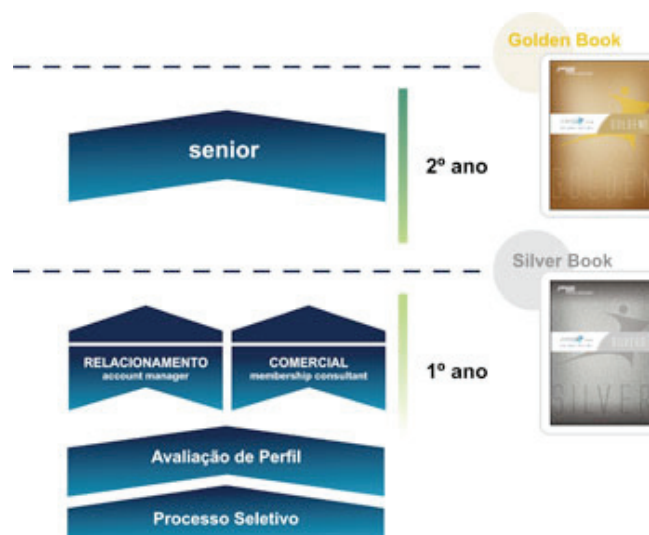 Golden Book
senior
2º ano
Silver Book
RELACIONAMENTO
account manager
COMERCIAL
membership consultant
1º ano
SILVER
Avaliação de Perfil
Processo Seletivo